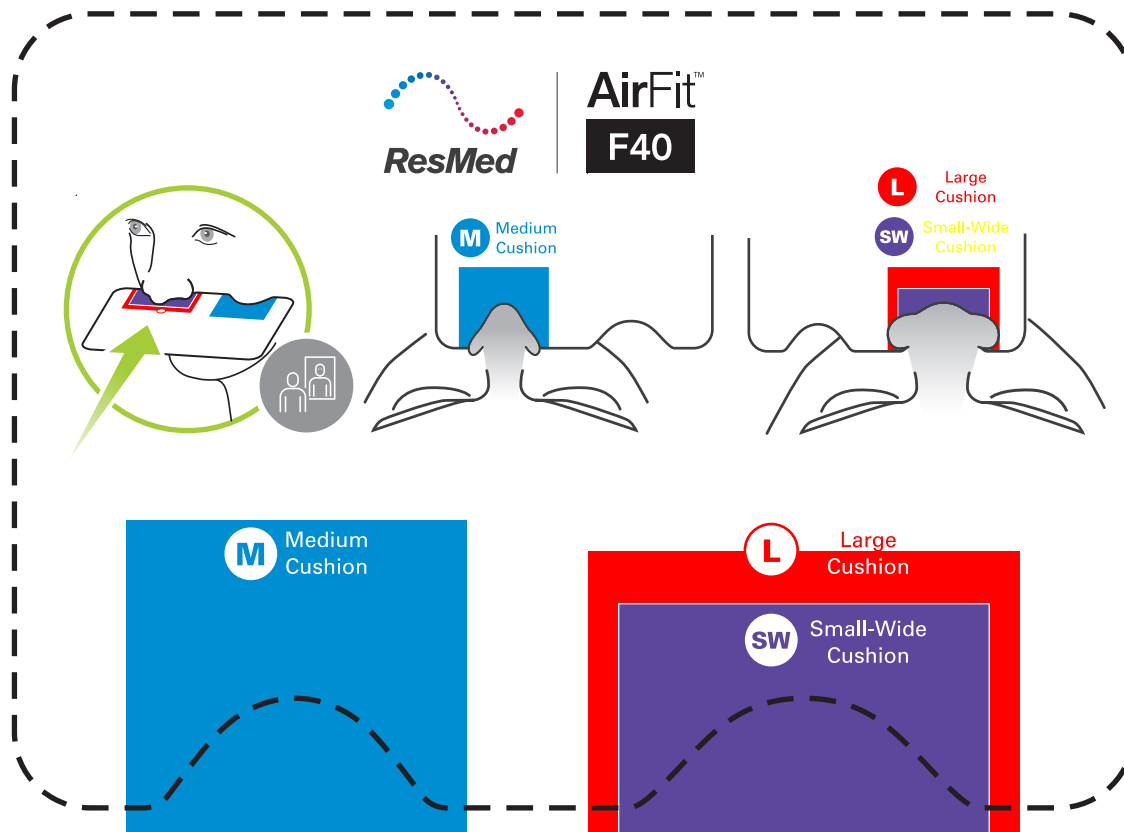 ResMed
AirFit™
F40
M
Medium
Cushion
L
Large
Cushion
SW
Small-Wide
Cushion
M
Medium
Cushion
L
Large
Cushion
SW
Small-Wide
Cushion